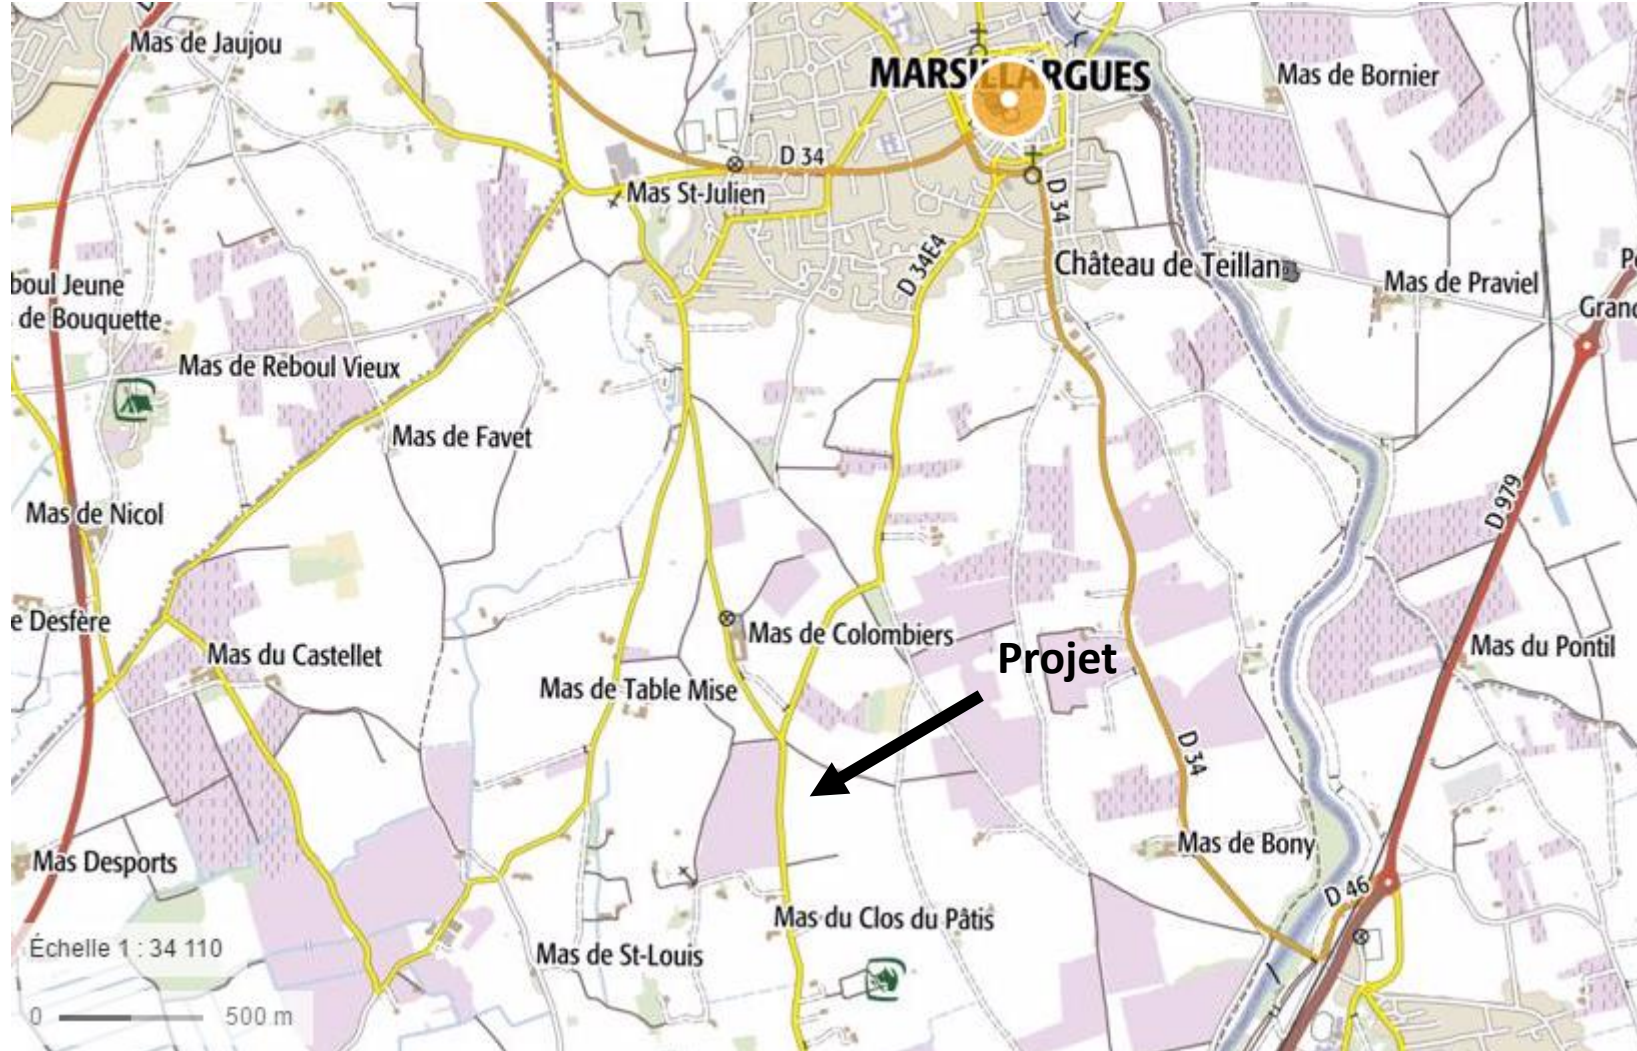 Mas de Jaujou
MARSILLARGUES
Mas de Bornier
D 34
Mas St-Julien
D 34
D 34E4
Château de Teillan
Mas de Praviel
boul Jeune
de Bouquette
Grand
Mas de Reboul Vieux
Mas de Favet
Mas de Nicol
D 979
e Desfère
Mas de Colombiers
Projet
Mas du Pontil
Mas du Castellet
Mas de Table Mise
D 34
Mas de Bony
Mas Desports
D 46
Mas du Clos du Pâtis
Échelle 1 : 34 110
Mas de St-Louis
0 500 m